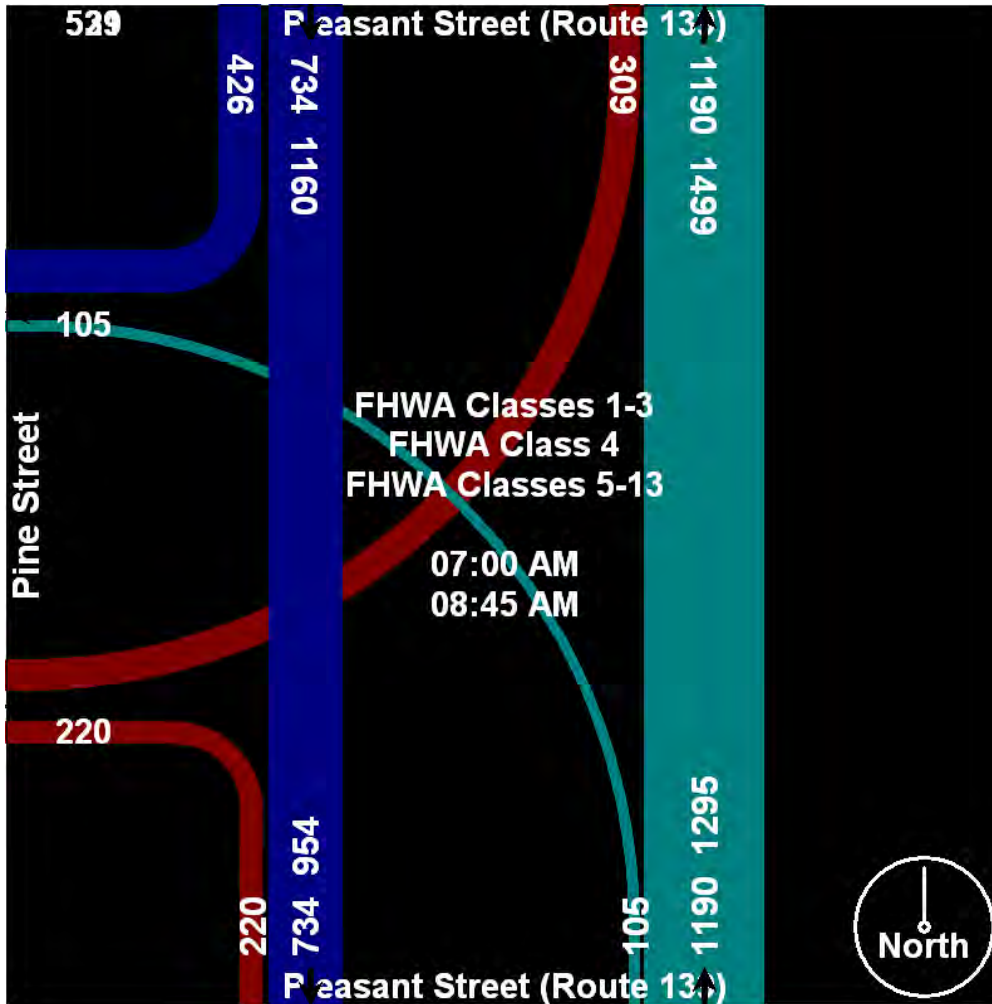 Pleasant Street (Route 138)
426
734 1160
309
1190 1499
105
FHWA Classes 1-3
FHWA Class 4
FHWA Classes 5-13
Pine Street
07:00 AM
08:45 AM
220
220
734 954
105
1190 1295
North
Pleasant Street (Route 138)